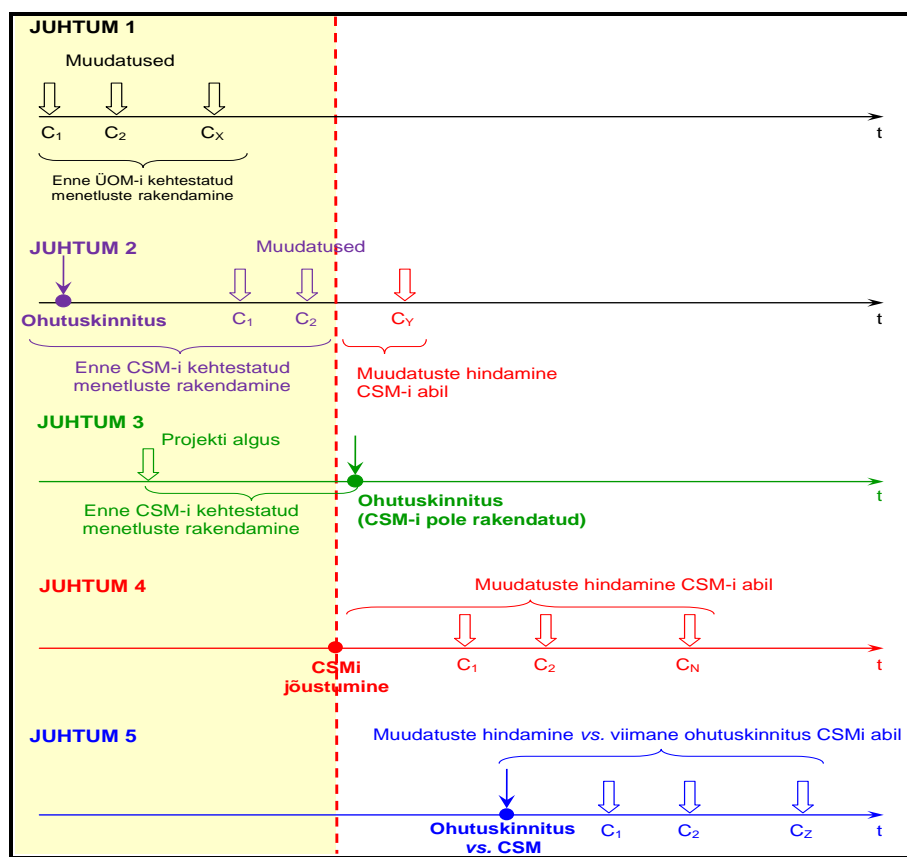 JUHTUM 1
Muudatused
C1 C2 CX t
Enne ÜOM-i kehtestatud
menetluste rakendamine
JUHTUM 2
Muudatused
Ohutuskinnitus C1 C2 CY t
Enne CSM-i kehtestatud
menetluste rakendamine
Muudatuste hindamine
CSM-i abil
JUHTUM 3
Projekti algus
t
Enne CSM-i kehtestatud
menetluste rakendamine
Ohutuskinnitus
(CSM-i pole rakendatud)
JUHTUM 4
Muudatuste hindamine CSM-i abil
C1 C2 CN t
CSMi
jõustumine
JUHTUM 5
Muudatuste hindamine vs. viimane ohutuskinnitus CSMi abil
C1 C2 CZ t
Ohutuskinnitus
vs. CSM